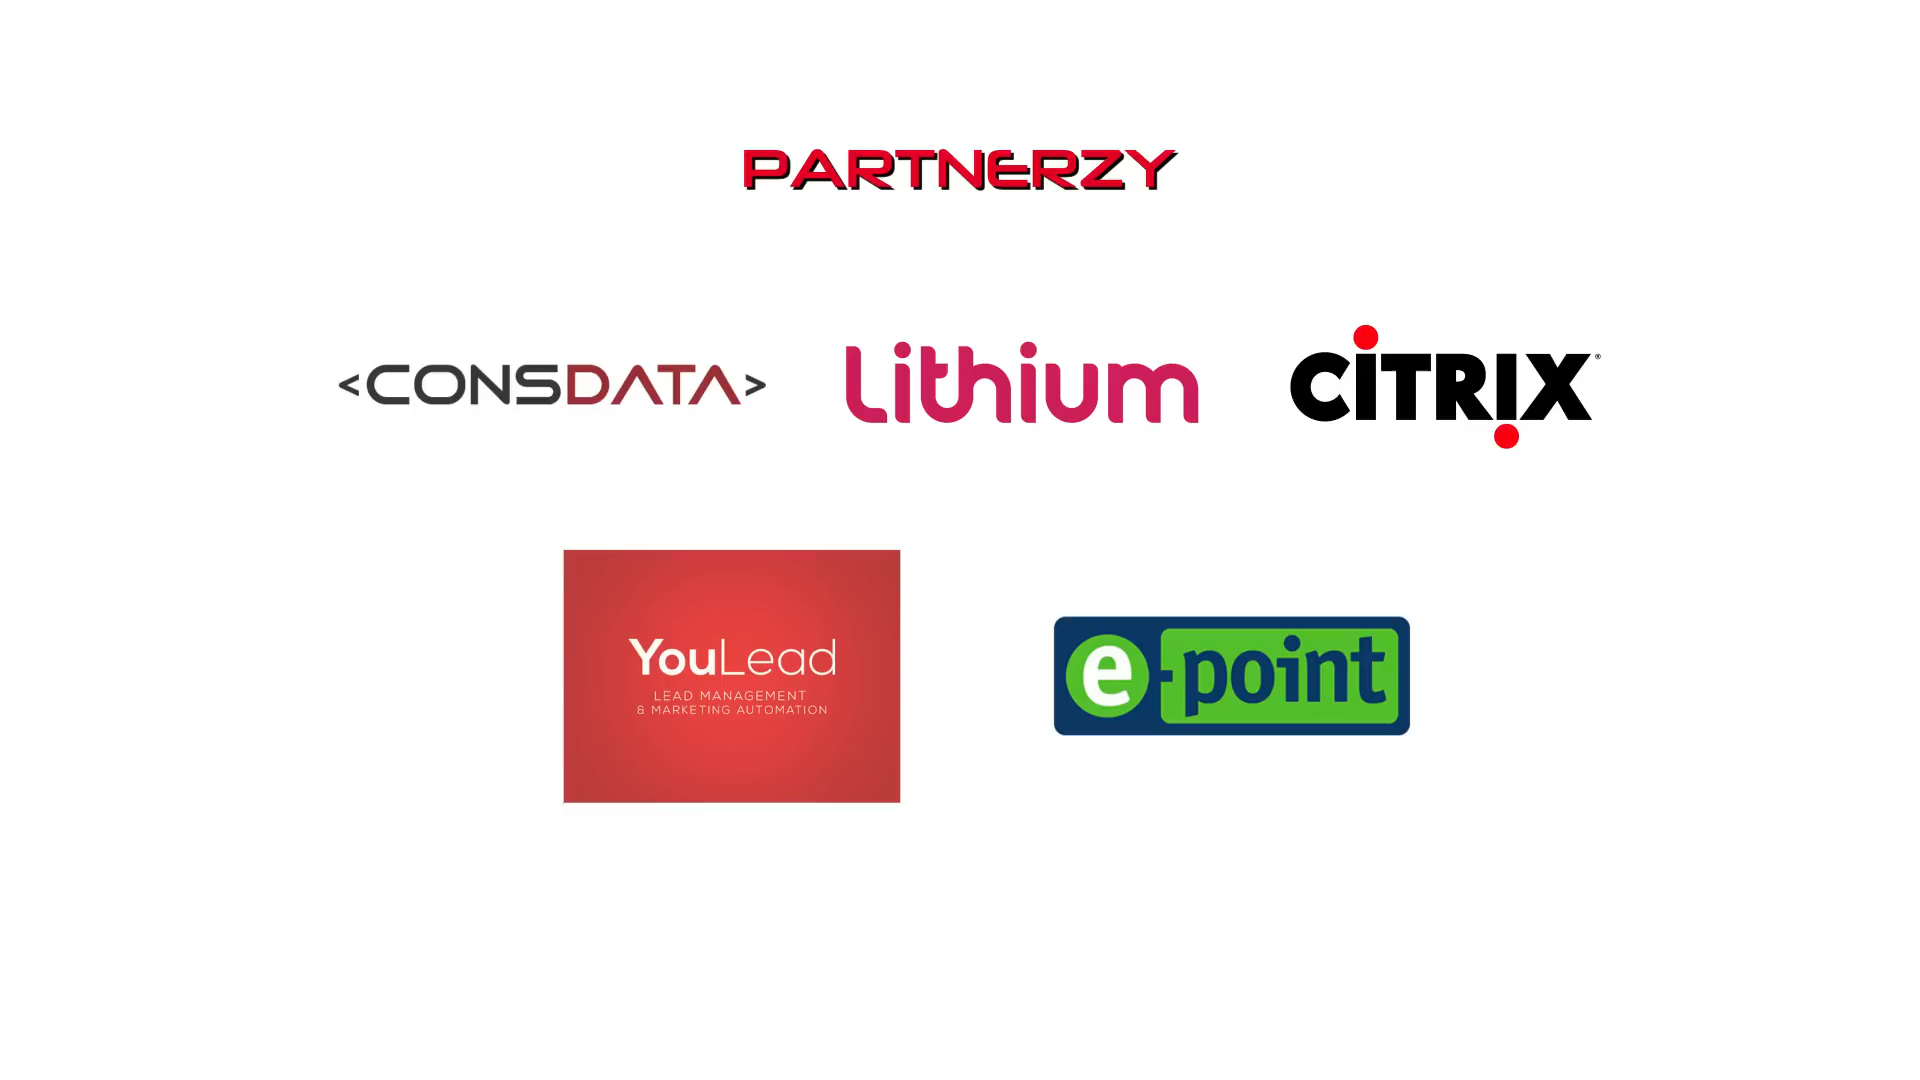 PARTNERZY
<CONSDATA>
Lithium
CITRIX®
YouLead
LEAD MANAGEMENT
& MARKETING AUTOMATION
e-point